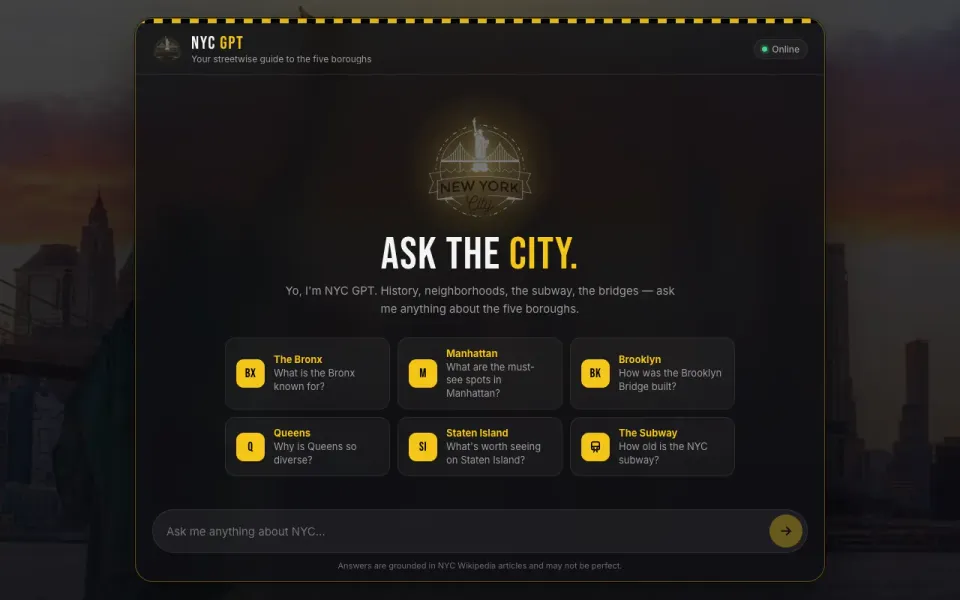 NYC GPT
Your streetwise guide to the five boroughs
Online
NEW YORK
City
ASK THE CITY.
Yo, I'm NYC GPT. History, neighborhoods, the subway, the bridges — ask
me anything about the five boroughs.
BX
The Bronx
What is the Bronx
known for?
M
Manhattan
What are the must-
see spots in
Manhattan?
BK
Brooklyn
How was the Brooklyn
Bridge built?
Q
Queens
Why is Queens so
diverse?
SI
Staten Island
What's worth seeing
on Staten Island?
The Subway
How old is the NYC
subway?
Ask me anything about NYC...
Answers are grounded in NYC Wikipedia articles and may not be perfect.